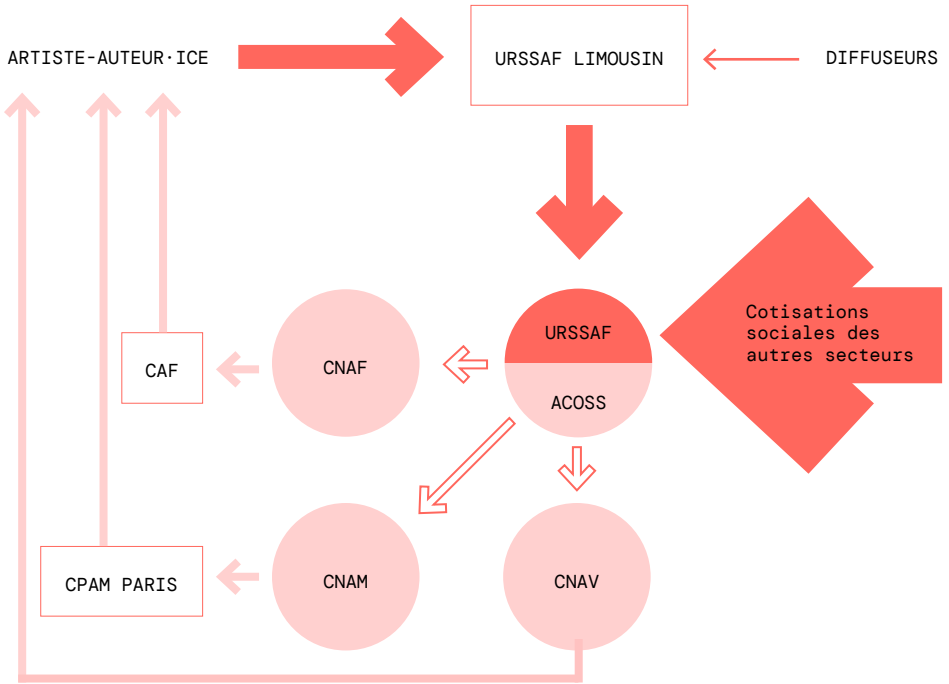 ARTISTE-AUTEUR·ICE
URSSAF LIMOUSIN
DIFFUSEURS
Cotisations
sociales des
autres secteurs
URSSAF
ACOSS
CNAF
CAF
CNAM
CNAV
CPAM PARIS